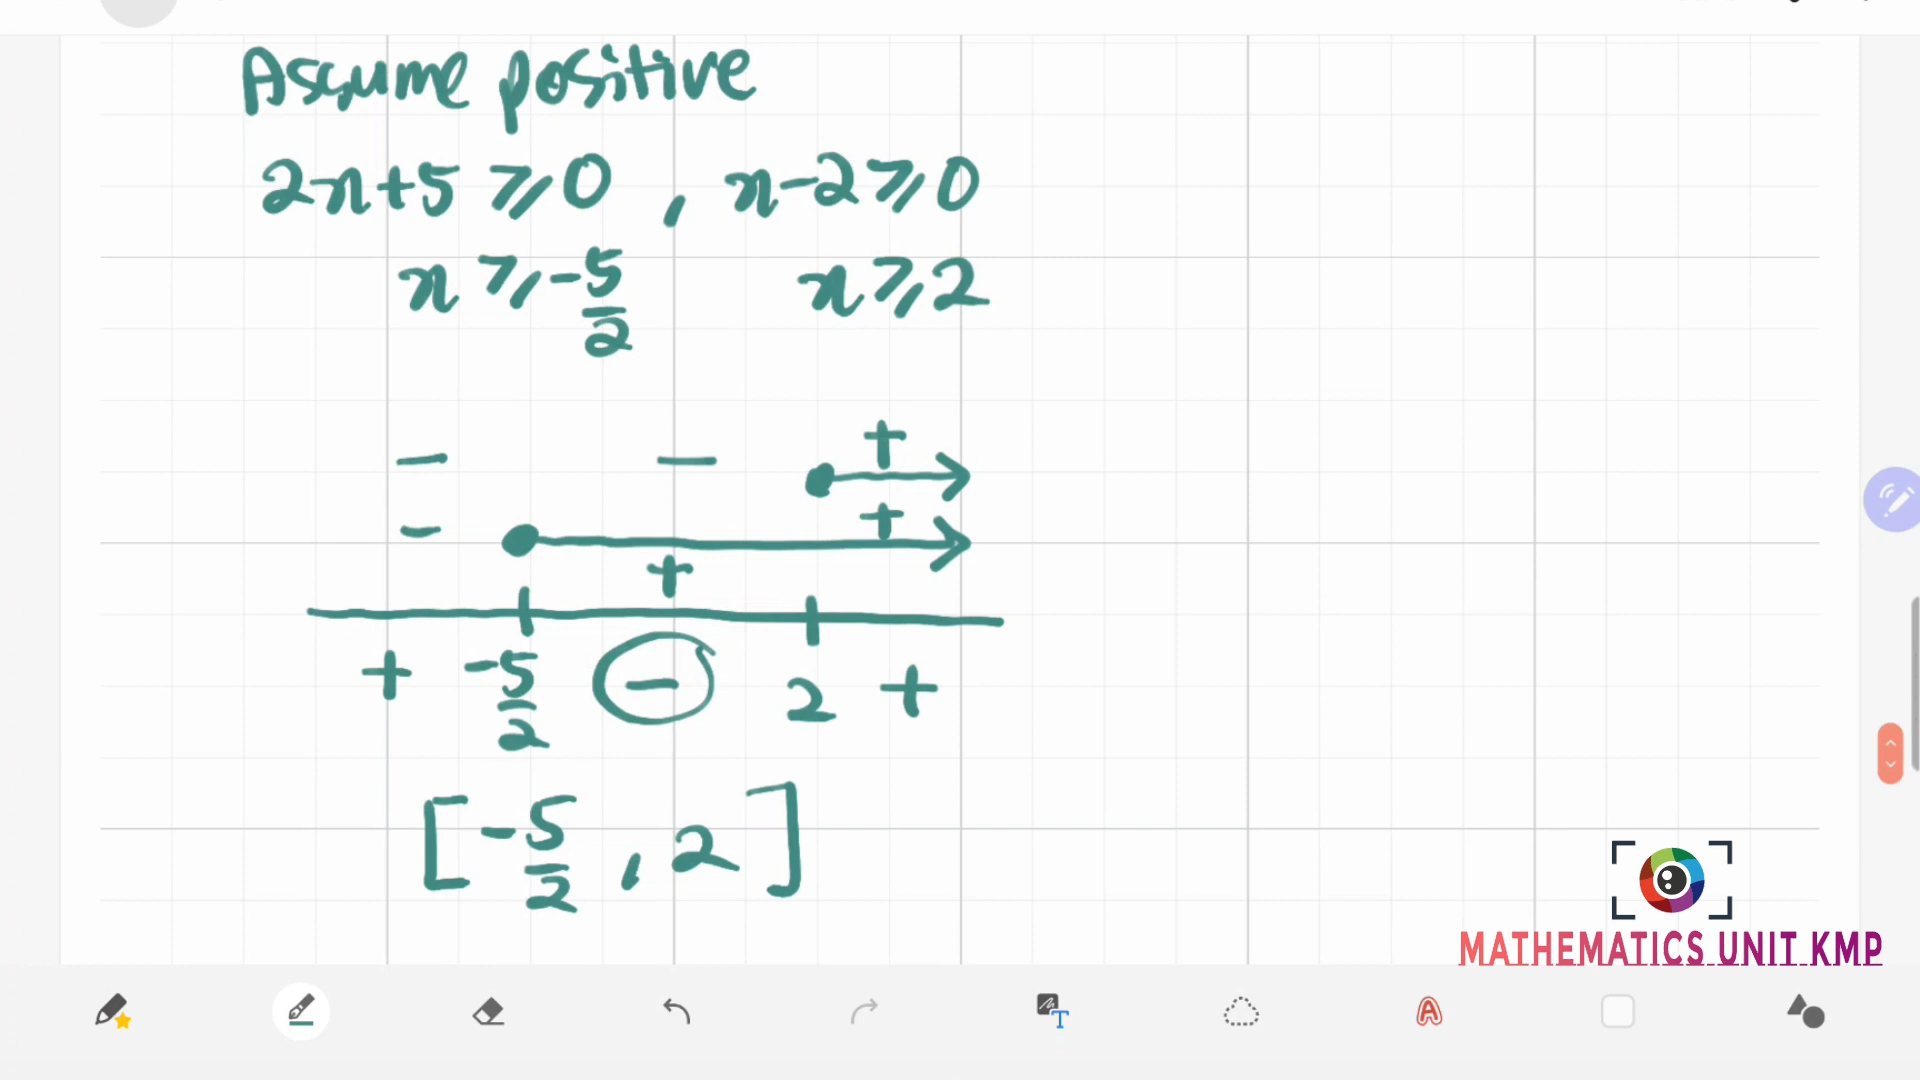 Assume positive
2x+5 ≥ 0 , x-2 ≥ 0
x ≥ -5/2 x ≥ 2
- - +
- +
+
+ -5/2 - 2 +
[-5/2 , 2]
MATHEMATICS UNIT KMP